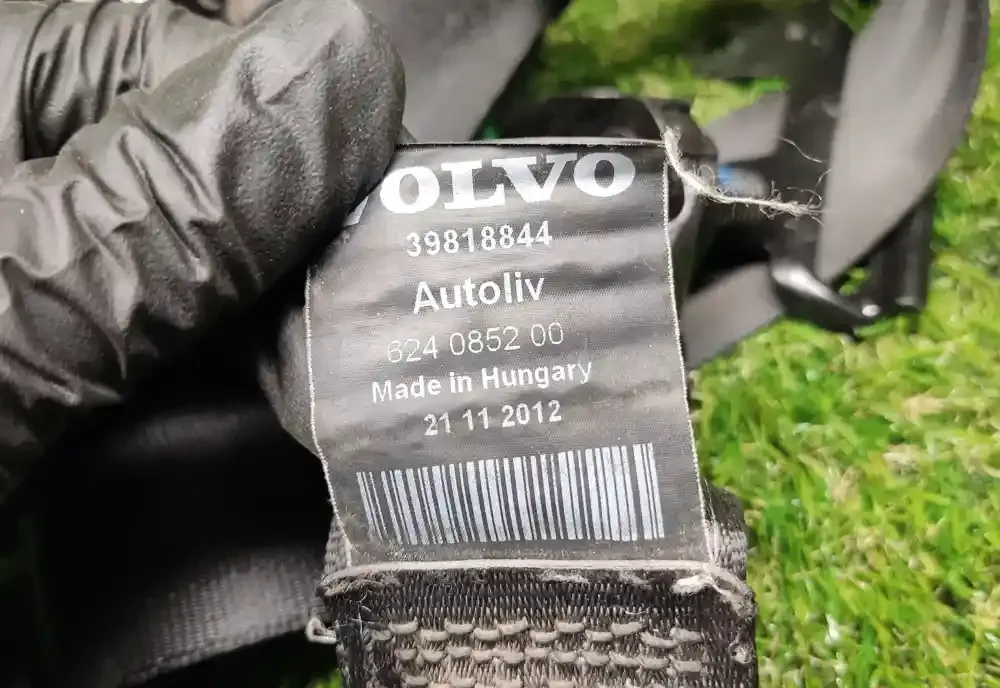 VOLVO
39818844
Autoliv
624 0852 00
Made in Hungary
21 11 2012